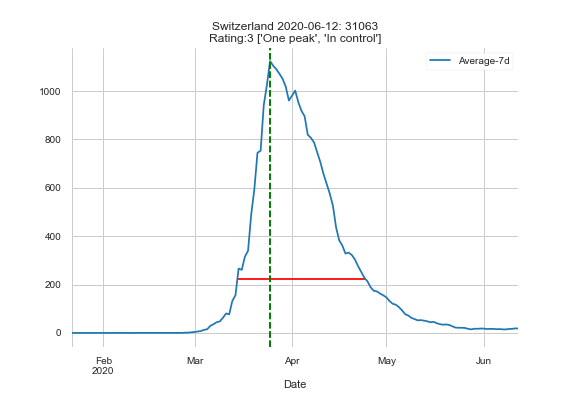 Switzerland 2020-06-12: 31063
Rating:3 ['One peak', 'In control']
Average-7d
1000
800
600
400
200
0
Feb
2020
Mar
Apr
May
Jun
Date